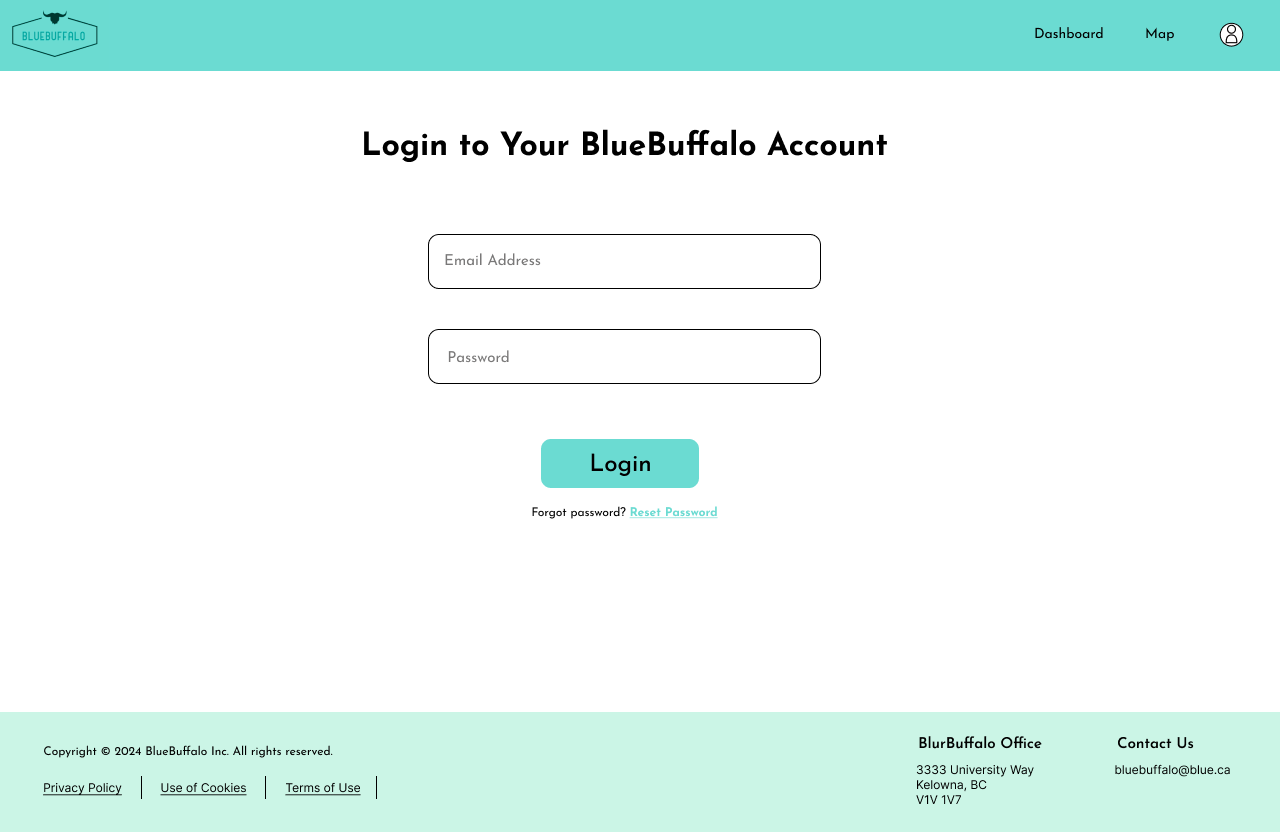 BLUEBUFFALO
Dashboard
Map
Login to Your BlueBuffalo Account
Email Address
Password
Login
Forgot password? Reset Password
Copyright © 2024 BlueBuffalo Inc. All rights reserved.
Privacy Policy
Use of Cookies
Terms of Use
BlurBuffalo Office
3333 University Way
Kelowna, BC
V1V 1V7
Contact Us
bluebuffalo@blue.ca